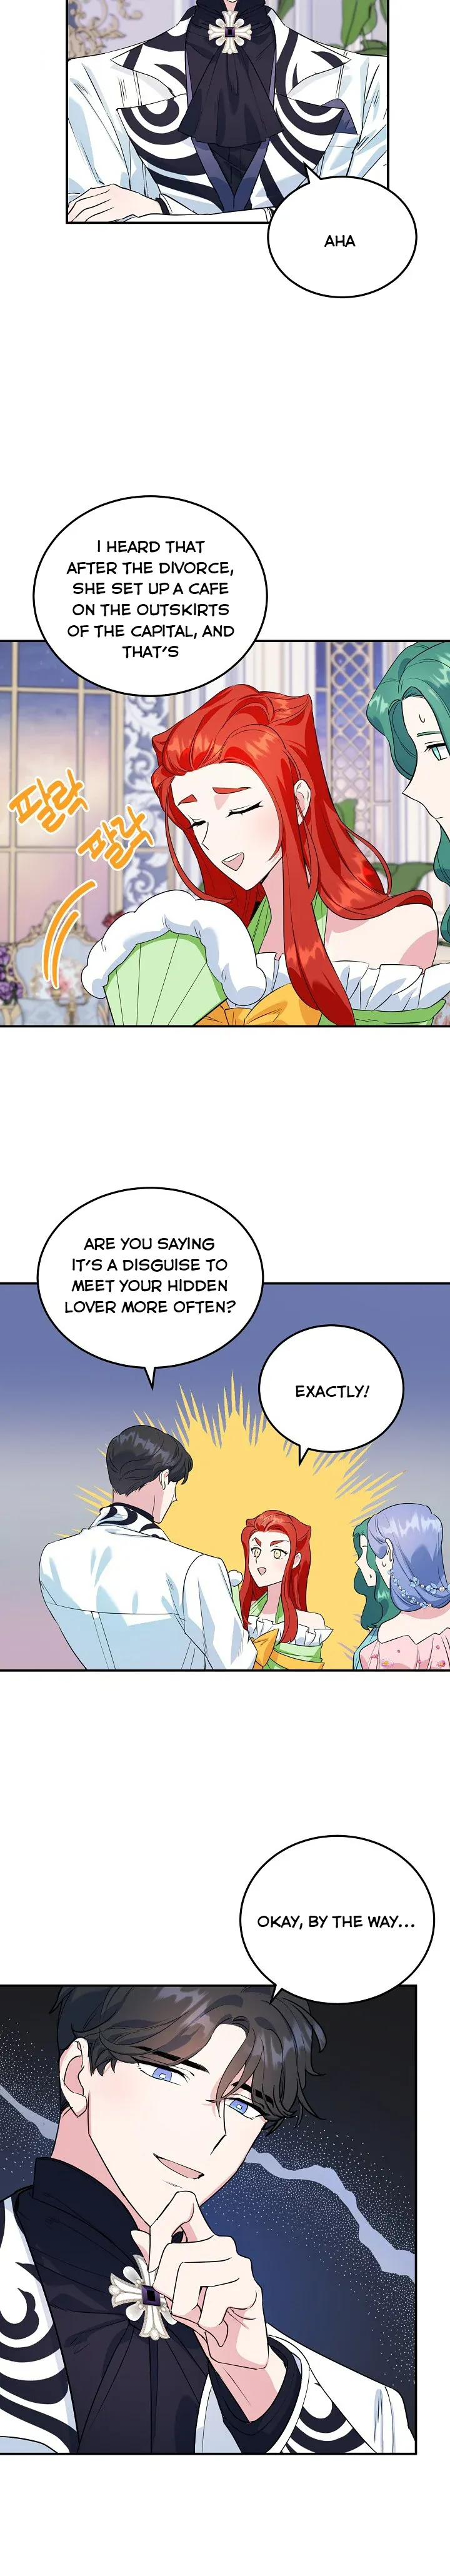 AHA
I HEARD THAT
AFTER THE DIVORCE,
SHE SET UP A CAFE
ON THE OUTSKIRTS
OF THE CAPITAL, AND
THAT'S
팔락
팔락
ARE YOU SAYING
IT'S A DISGUISE TO
MEET YOUR HIDDEN
LOVER MORE OFTEN?
EXACTLY!
OKAY, BY THE WAY...